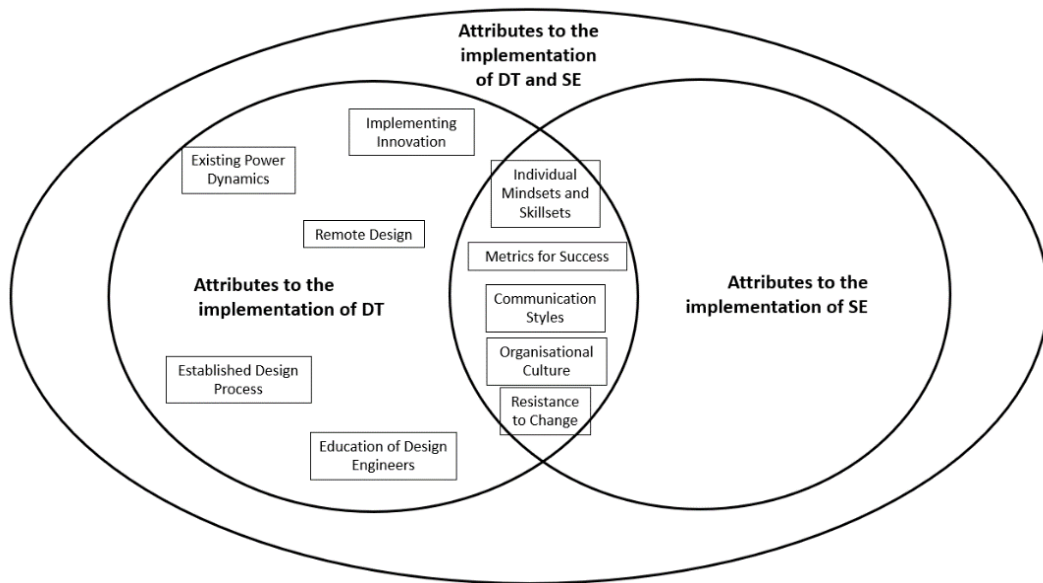 Attributes to the
implementation
of DT and SE
Implementing
Innovation
Existing Power
Dynamics
Remote Design
Attributes to the
implementation of DT
Established Design
Process
Education of Design
Engineers
Individual
Mindsets and
Skillsets
Metrics for Success
Communication
Styles
Organisational
Culture
Resistance
to Change
Attributes to the
implementation of SE